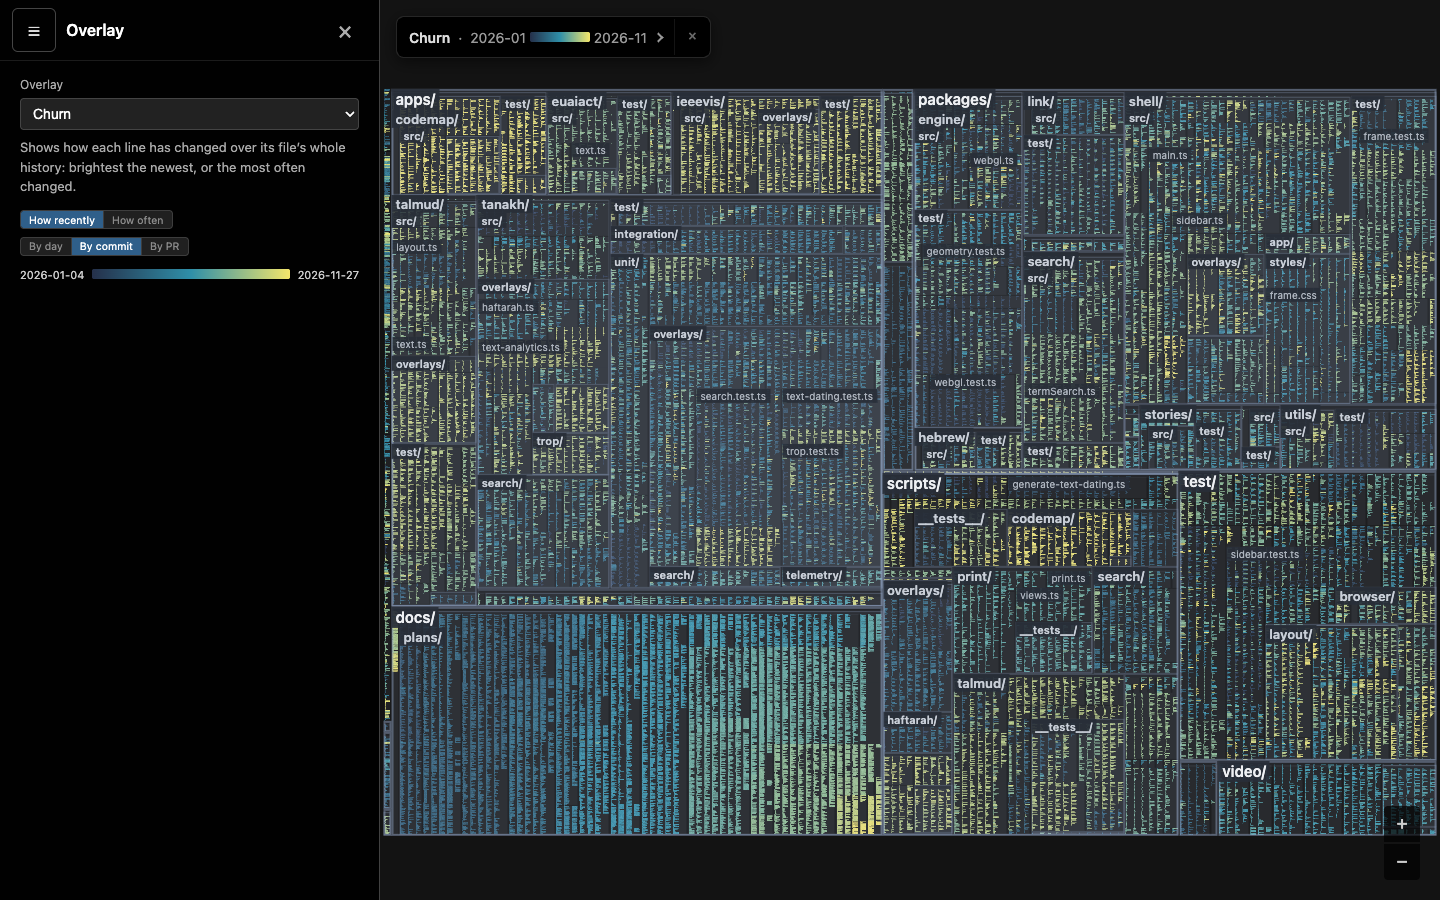 ☰ Overlay ×
Overlay
Churn
Shows how each line has changed over its file's whole
history: brightest the newest, or the most often
changed.
How recently How often
By day By commit By PR
2026-01-04 2026-11-27
Churn · 2026-01 2026-11 > ×
apps/
codemap/
src/
test/
euaiact/
src/
test/
text.ts
ieeevis/
src/
overlays/
test/
talmud/
src/
layout.ts
text.ts
overlays/
test/
tanakh/
src/
overlays/
haftarah.ts
text-analytics.ts
trop/
search/
test/
integration/
unit/
overlays/
search.test.ts
text-dating.test.ts
trop.test.ts
search/
telemetry/
docs/
plans/
packages/
engine/
src/
webgl.ts
test/
geometry.test.ts
webgl.test.ts
hebrew/
src/
test/
link/
src/
test/
search/
src/
termSearch.ts
test/
shell/
src/
main.ts
sidebar.ts
overlays/
app/
styles/
frame.css
test/
frame.test.ts
stories/
src/
test/
src/
test/
utils/
src/
test/
scripts/
generate-text-dating.ts
__tests__/
codemap/
overlays/
haftarah/
print/
print.ts
views.ts
__tests__/
search/
talmud/
__tests__/
test/
sidebar.test.ts
browser/
layout/
video/
+
−